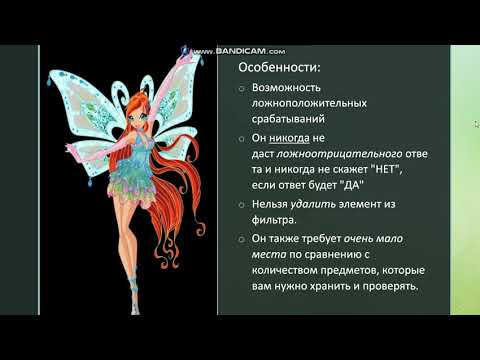 www.BANDICAM.com
Особенности:
Возможность
ложноположительных
срабатываний
Он никогда не
даст ложноотрицательного отве
та и никогда не скажет "НЕТ",
если ответ будет "ДА"
Нельзя удалить элемент из
фильтра.
Он также требует очень мало
места по сравнению с
количеством предметов, которые
вам нужно хранить и проверять.